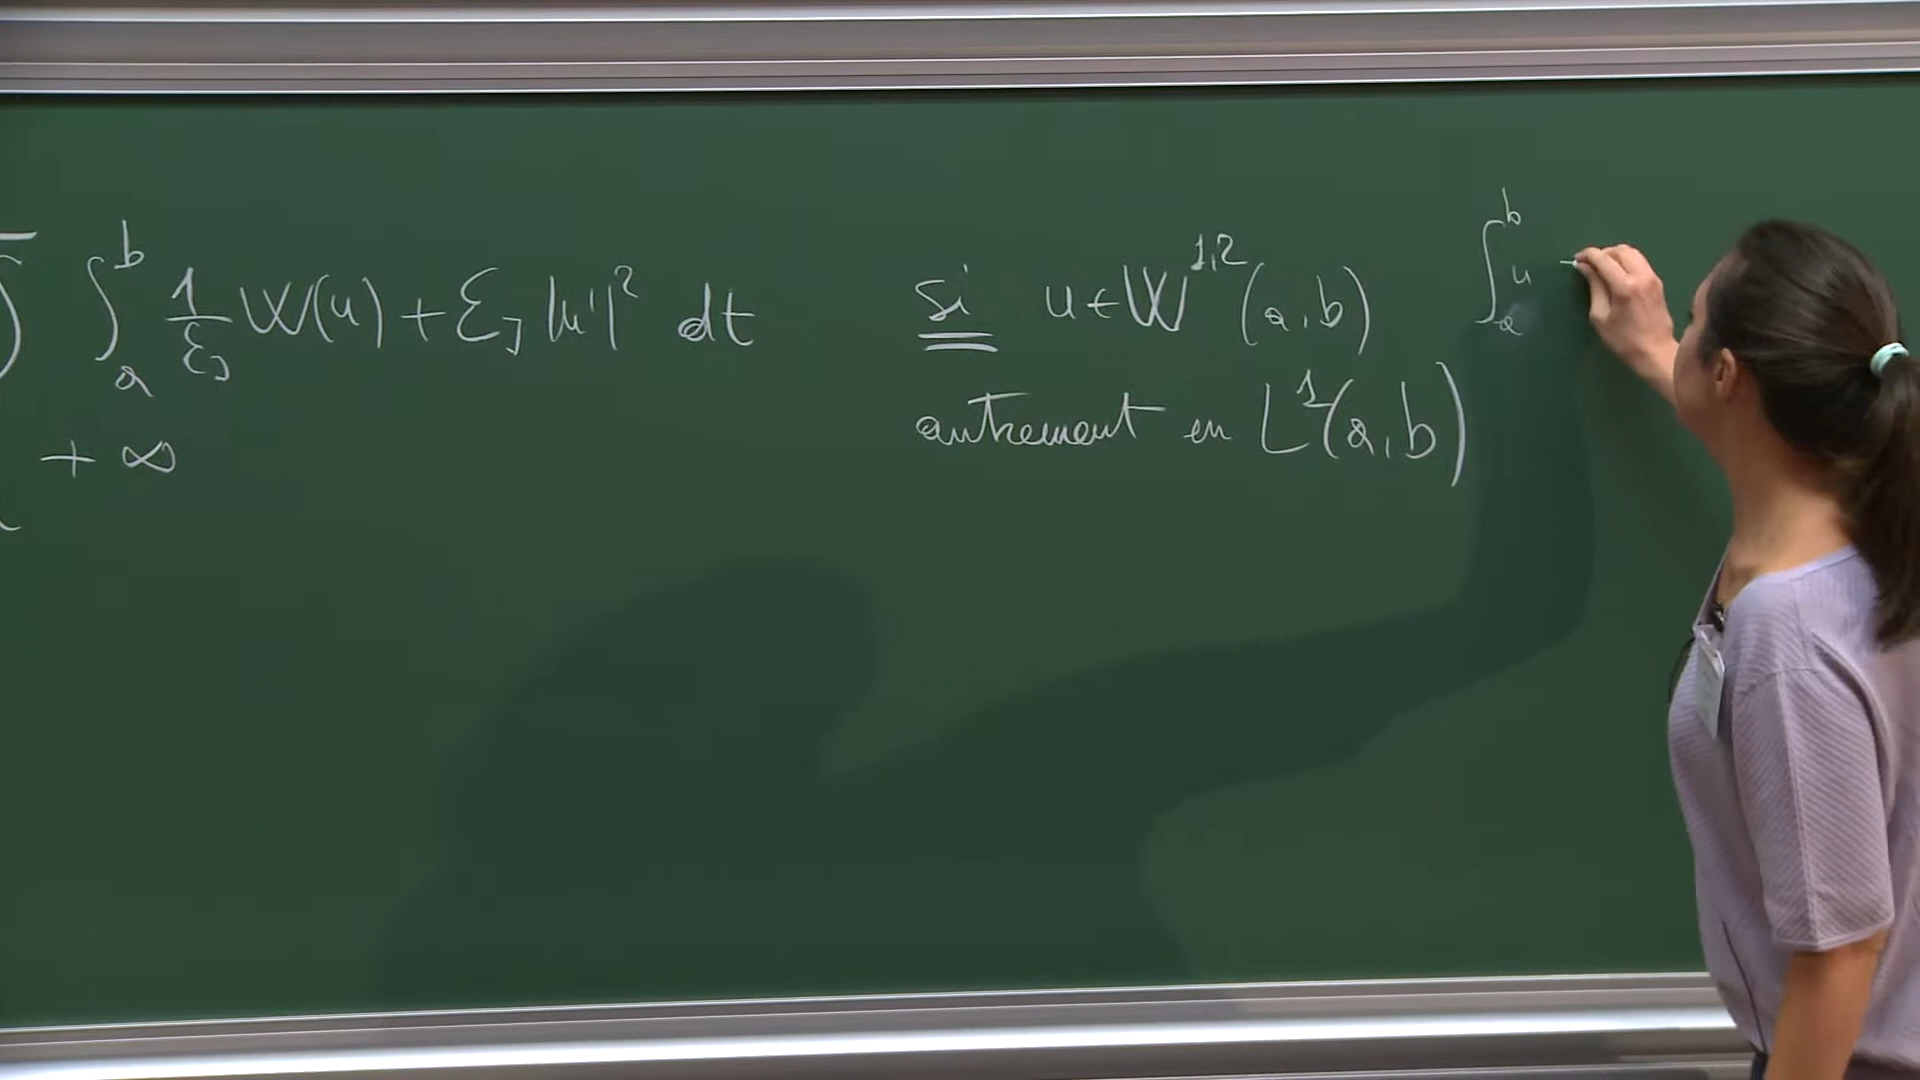 ∫_a^b 1/ε_j W(u) + ε_j |u'|² dt si u ∈ W^{1,2}(a,b) ∫_a^b u
+ ∞ autrement en L^1(a,b)